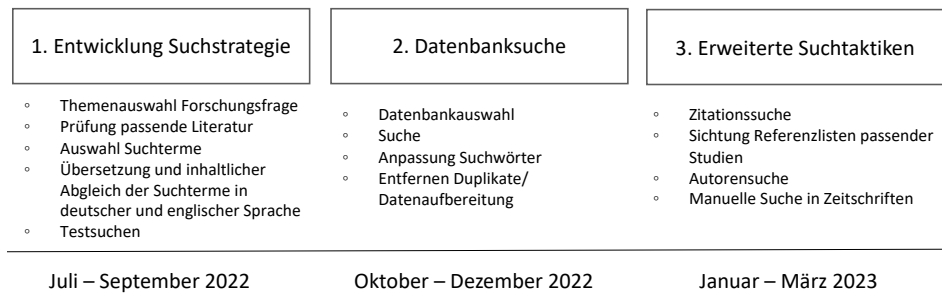 1. Entwicklung Suchstrategie
2. Datenbanksuche
3. Erweiterte Suchtaktiken
◦ Themenauswahl Forschungsfrage
◦ Prüfung passende Literatur
◦ Auswahl Suchterme
◦ Übersetzung und inhaltlicher
Abgleich der Suchterme in
deutscher und englischer Sprache
◦ Testsuchen
◦ Datenbankauswahl
◦ Suche
◦ Anpassung Suchwörter
◦ Entfernen Duplikate/
Datenaufbereitung
◦ Zitationssuche
◦ Sichtung Referenzlisten passender
Studien
◦ Autorensuche
◦ Manuelle Suche in Zeitschriften
Juli – September 2022
Oktober – Dezember 2022
Januar – März 2023